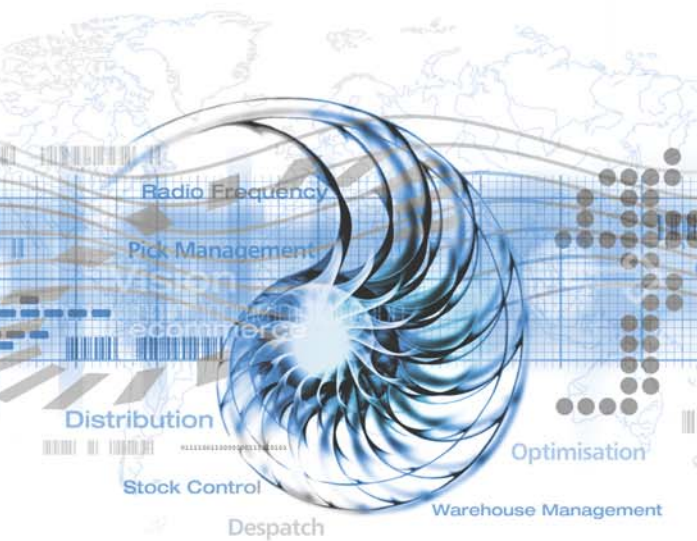 Radio Frequency
Pick Management
Vision
ecommerce
Distribution
Optimisation
Stock Control
Warehouse Management
Despatch